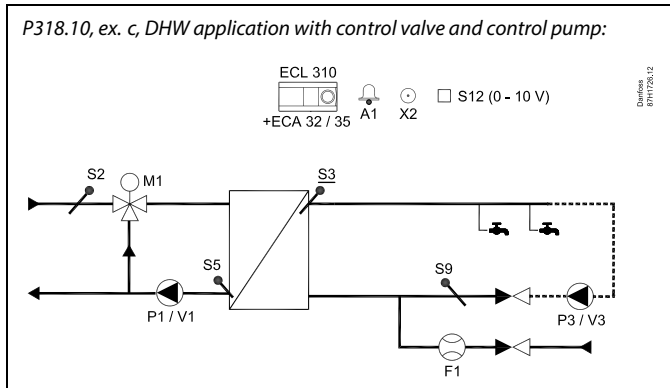 P318.10, ex. c, DHW application with control valve and control pump:
ECL 310
+ECA 32 / 35
A1
X2
S12 (0 - 10 V)
Danfoss
87H1726.12
S2
M1
S3
S5
S9
P1 / V1
P3 / V3
F1